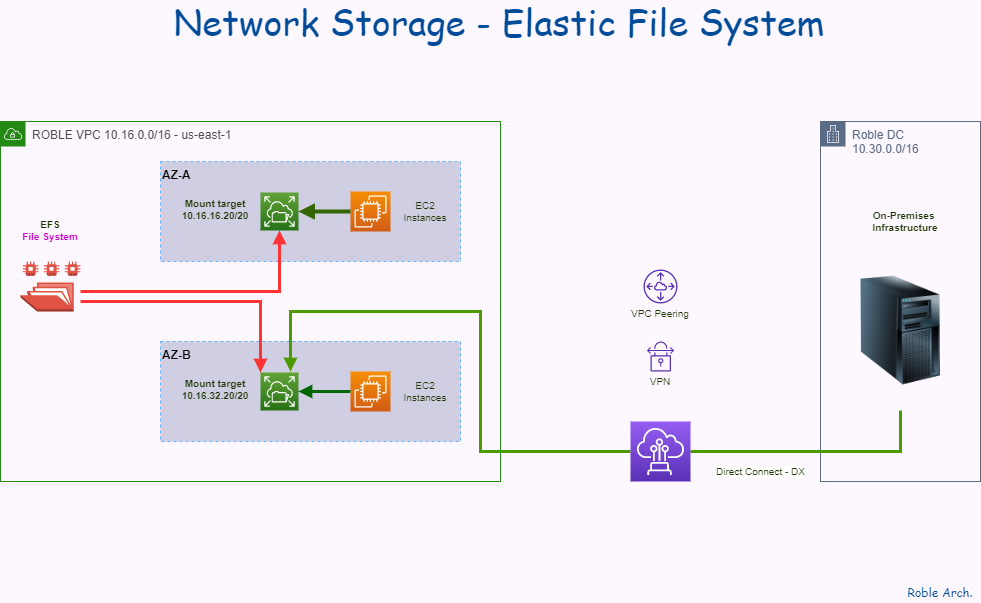 Network Storage - Elastic File System
ROBLE VPC 10.16.0.0/16 - us-east-1
Roble DC
10.30.0.0/16
AZ-A
Mount target
10.16.16.20/20
EC2
Instances
EFS
File System
On-Premises
Infrastructure
VPC Peering
AZ-B
Mount target
10.16.32.20/20
EC2
Instances
VPN
Direct Connect - DX
Roble Arch.